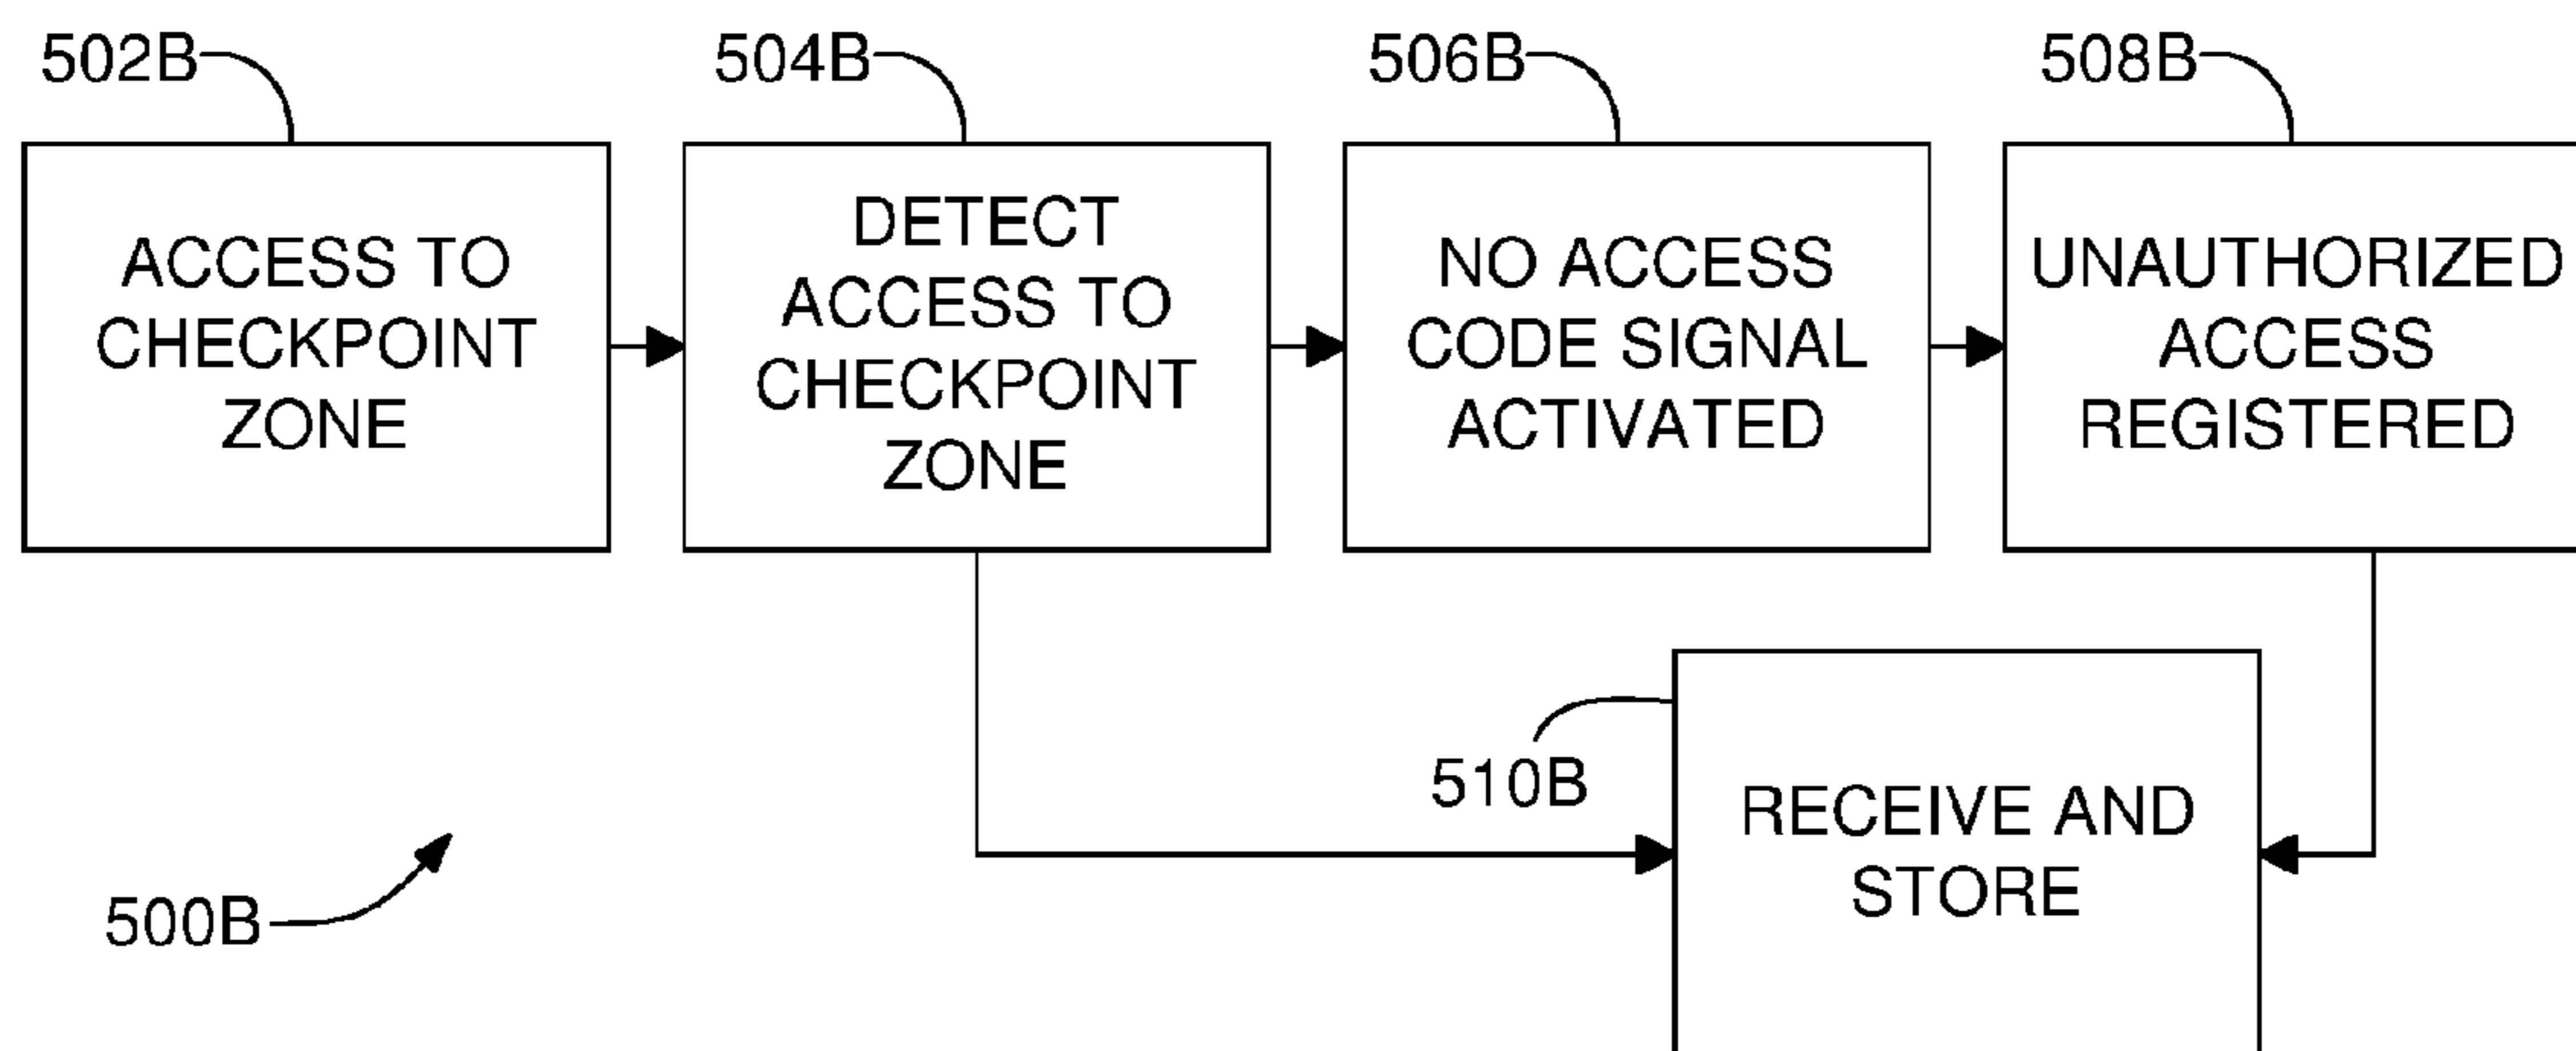 502B
504B
506B
508B
ACCESS TO
CHECKPOINT
ZONE
DETECT
ACCESS TO
CHECKPOINT
ZONE
NO ACCESS
CODE SIGNAL
ACTIVATED
UNAUTHORIZED
ACCESS
REGISTERED
510B
RECEIVE AND
STORE
500B